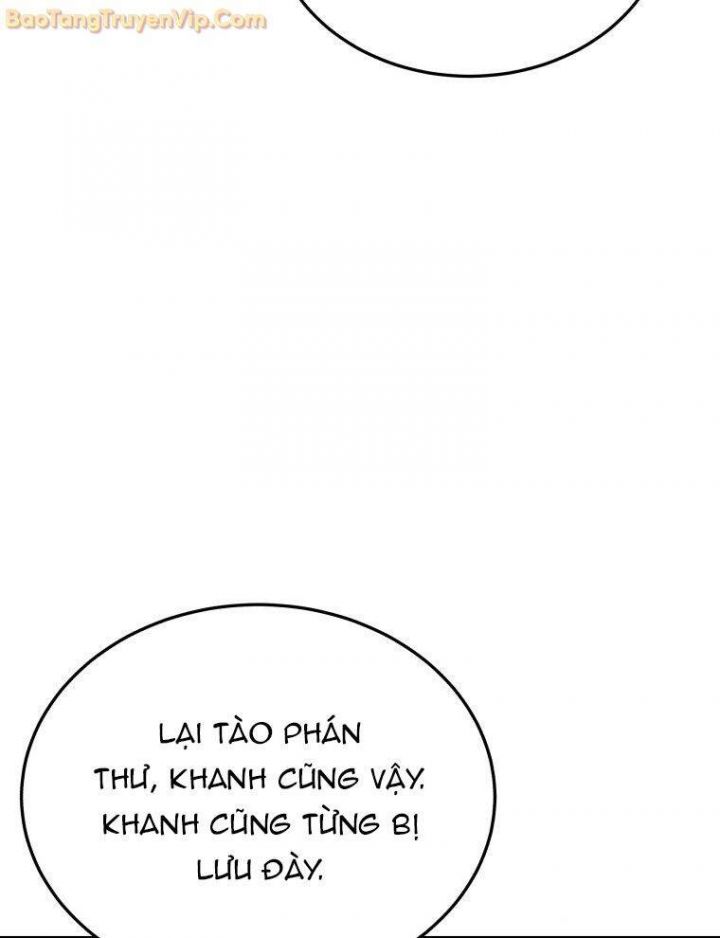 BaoTangTruyenVip.Com
LẠI TÀO PHÁN
THƯ, KHANH CŨNG VẬY.
KHANH CŨNG TỪNG BỊ
LƯU ĐÀY.